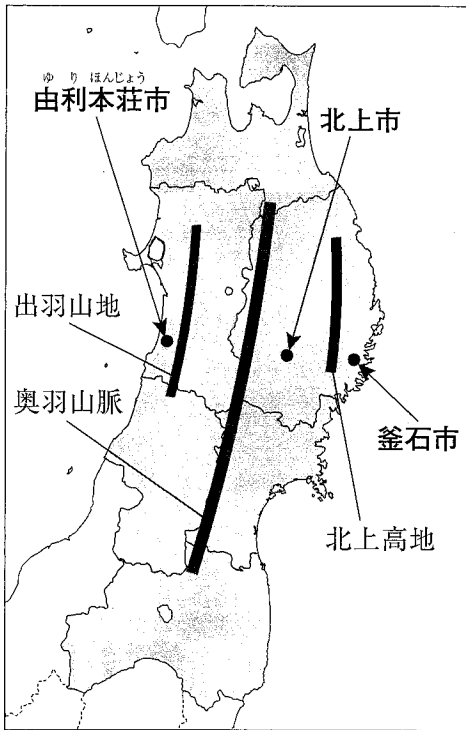 ゆりほんじょう
由利本荘市
北上市
出羽山地
奥羽山脈
釜石市
北上高地